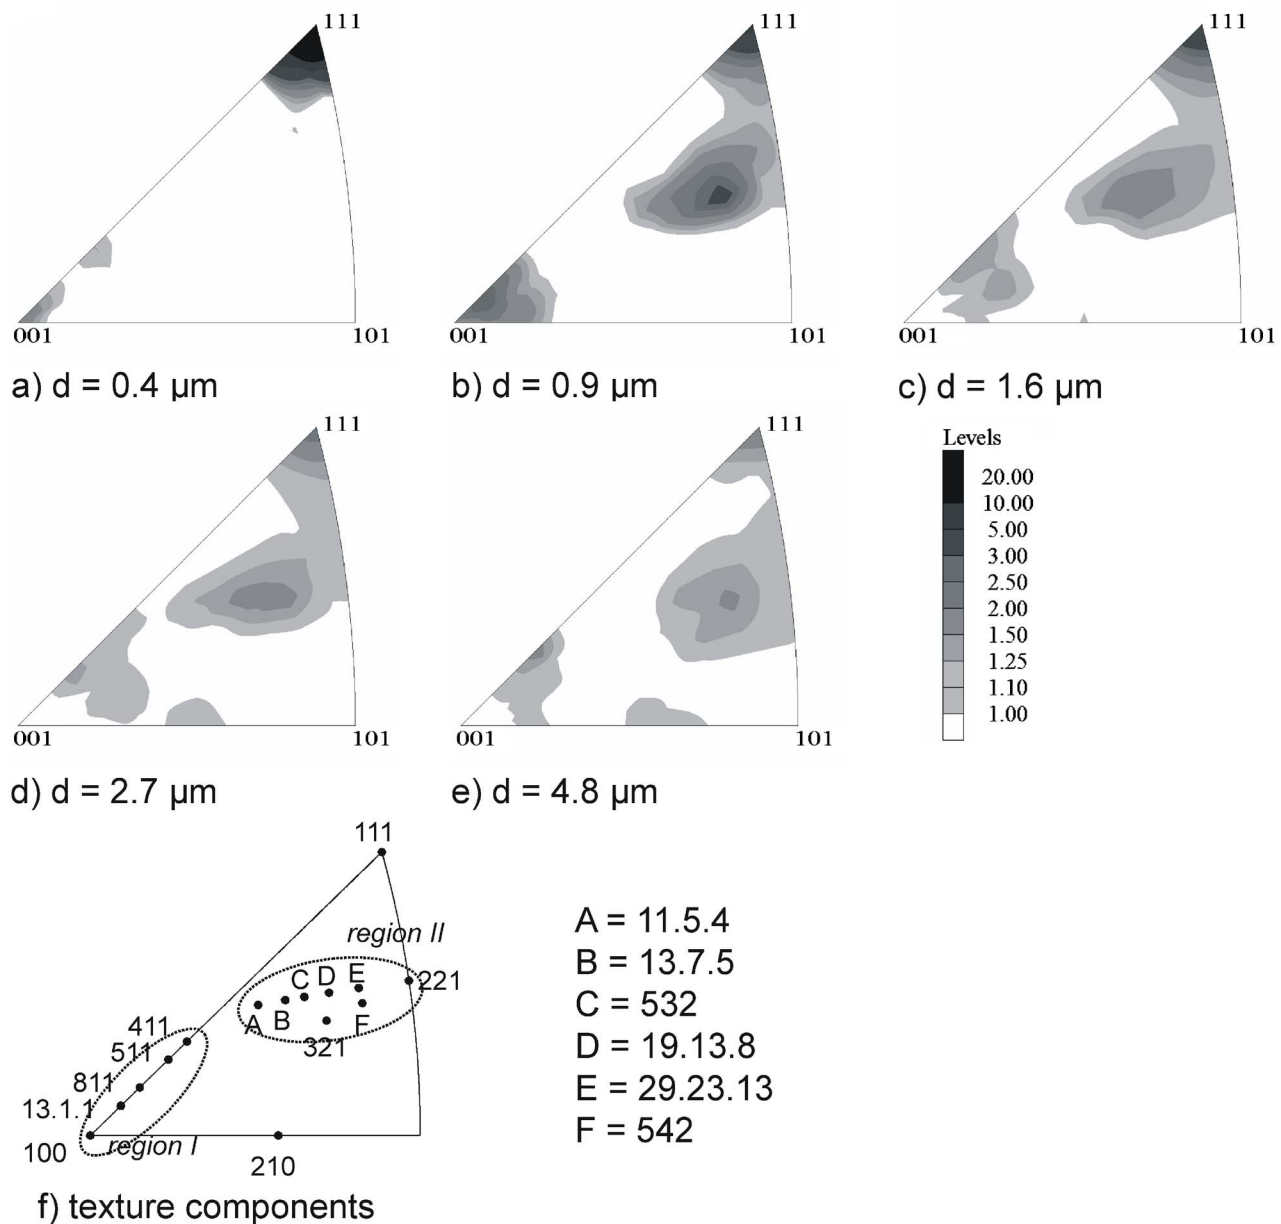 111
111
111
001
101
001
101
001
101
a) d = 0.4 µm
b) d = 0.9 µm
c) d = 1.6 µm
111
111
Levels
20.00
10.00
5.00
3.00
2.50
2.00
1.50
1.25
1.10
1.00
001
101
001
101
d) d = 2.7 µm
e) d = 4.8 µm
111
region II
C D E
221
A B
F
321
411
511
811
13.1.1
100
region I
210
A = 11.5.4
B = 13.7.5
C = 532
D = 19.13.8
E = 29.23.13
F = 542
f) texture components